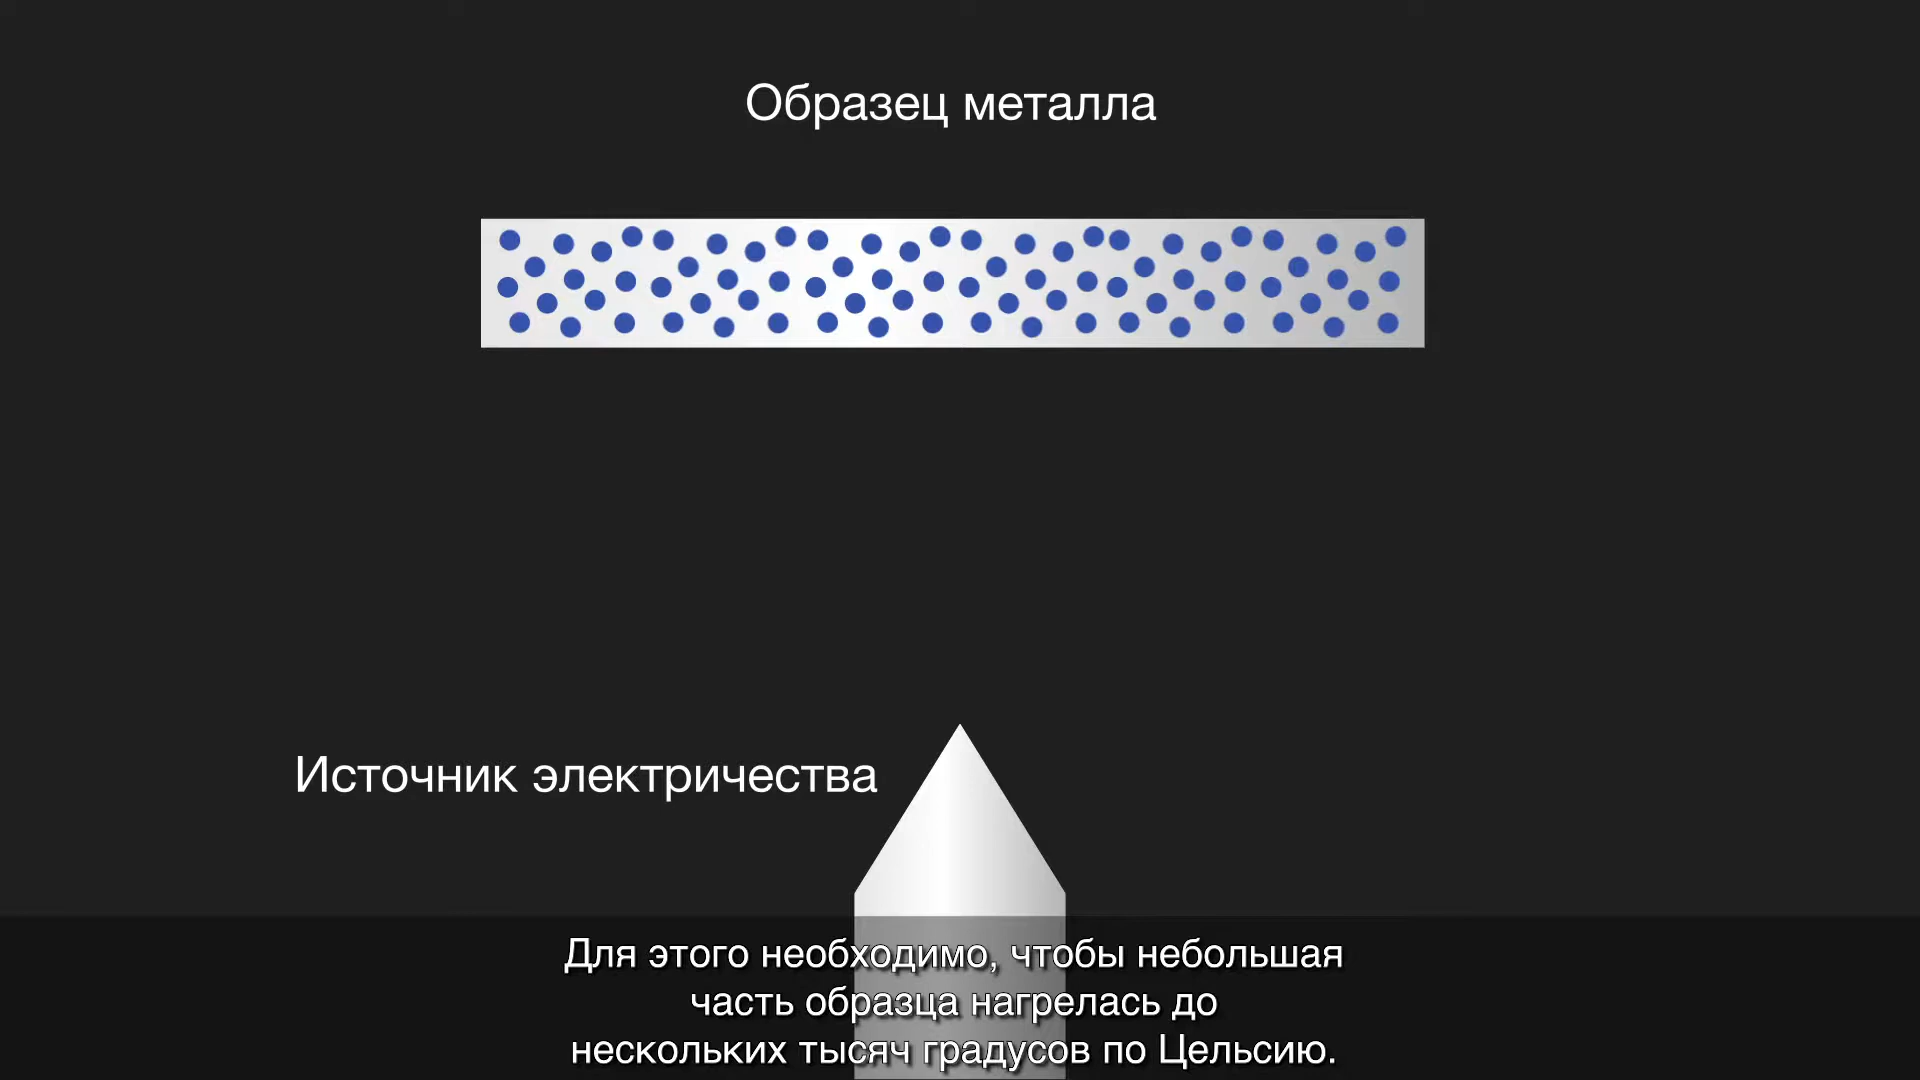 Образец металла
Источник электричества
Для этого необходимо, чтобы небольшая
часть образца нагрелась до
нескольких тысяч градусов по Цельсию.